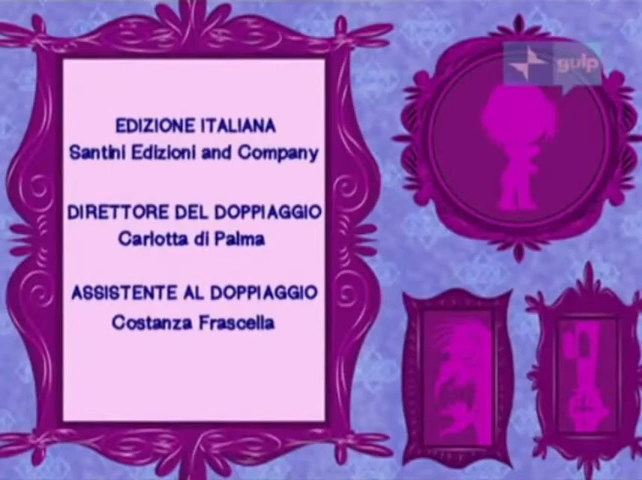 gulp
EDIZIONE ITALIANA
Santini Edizioni and Company
DIRETTORE DEL DOPPIAGGIO
Carlotta di Palma
ASSISTENTE AL DOPPIAGGIO
Costanza Frascella